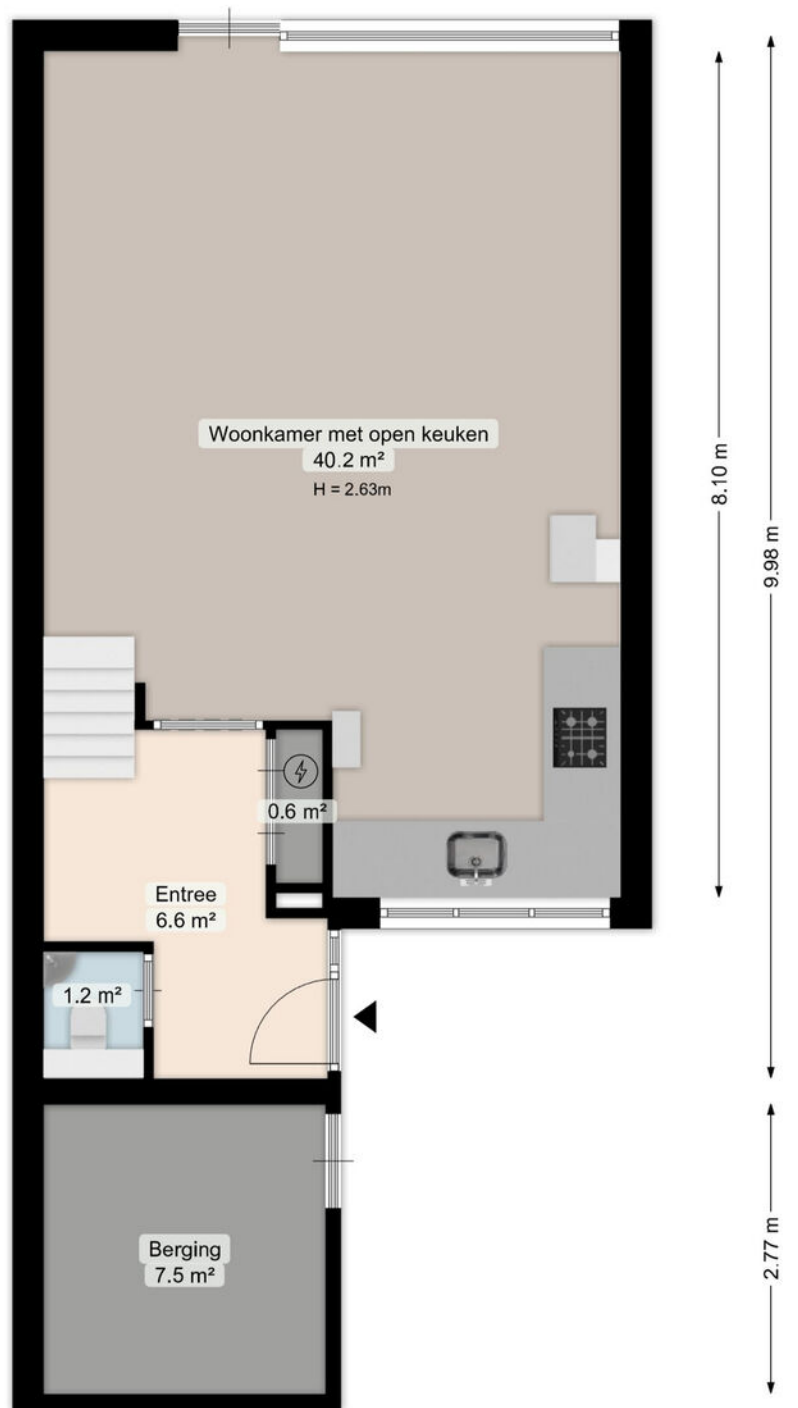 Woonkamer met open keuken
40.2 m²
H = 2.63m
8.10 m
9.98 m
0.6 m²
Entree
6.6 m²
1.2 m²
Berging
7.5 m²
2.77 m